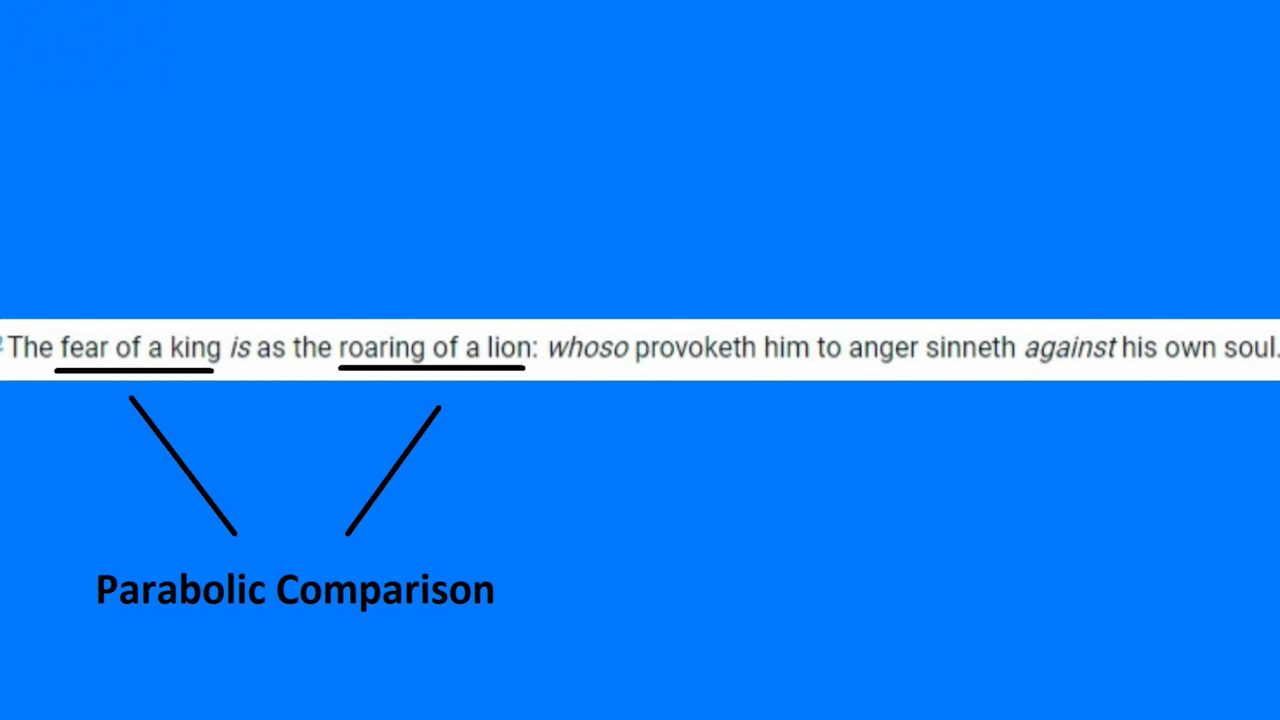 2 The fear of a king is as the roaring of a lion: whoso provoketh him to anger sinneth against his own soul.
Parabolic Comparison